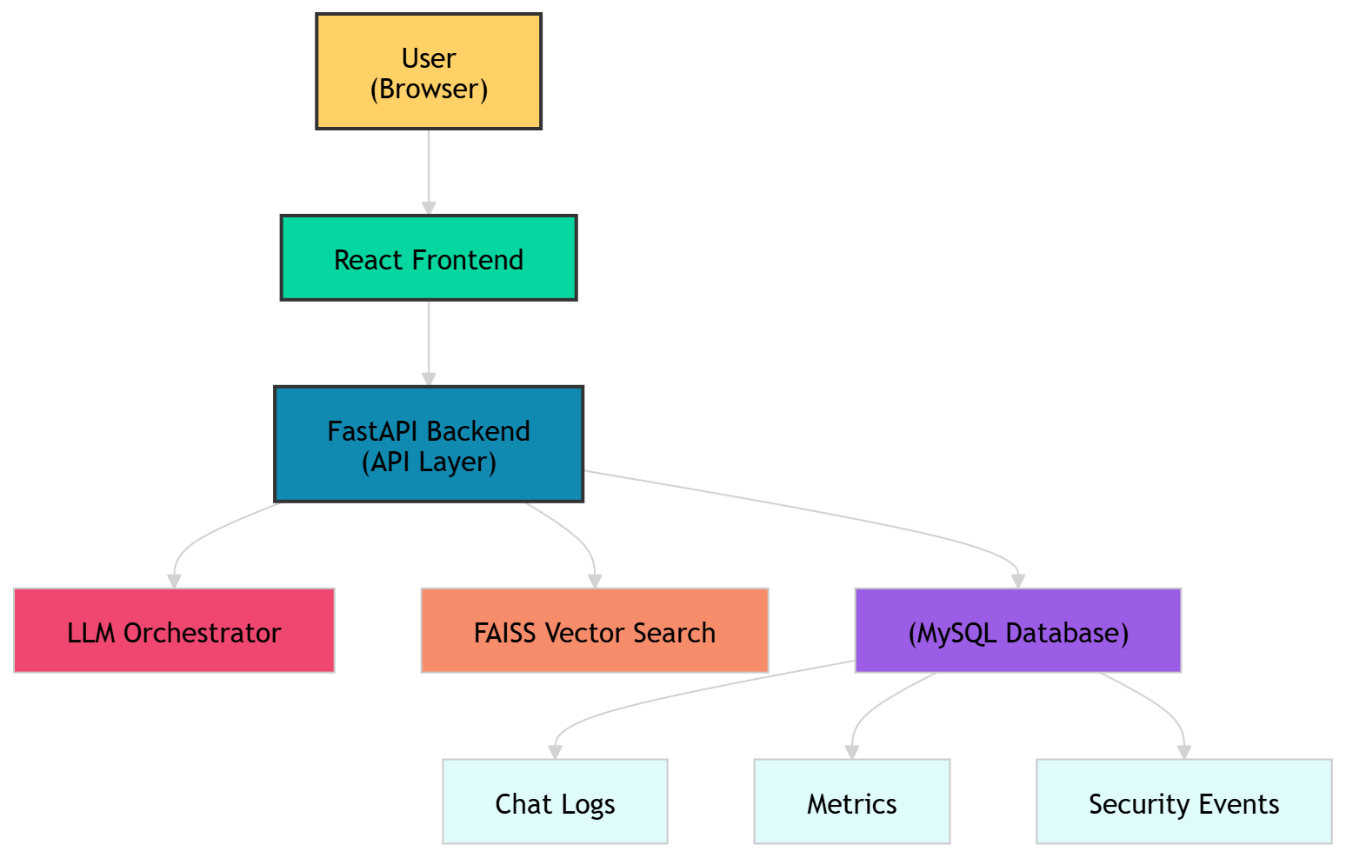 User
(Browser)
React Frontend
FastAPI Backend
(API Layer)
LLM Orchestrator
FAISS Vector Search
(MySQL Database)
Chat Logs
Metrics
Security Events